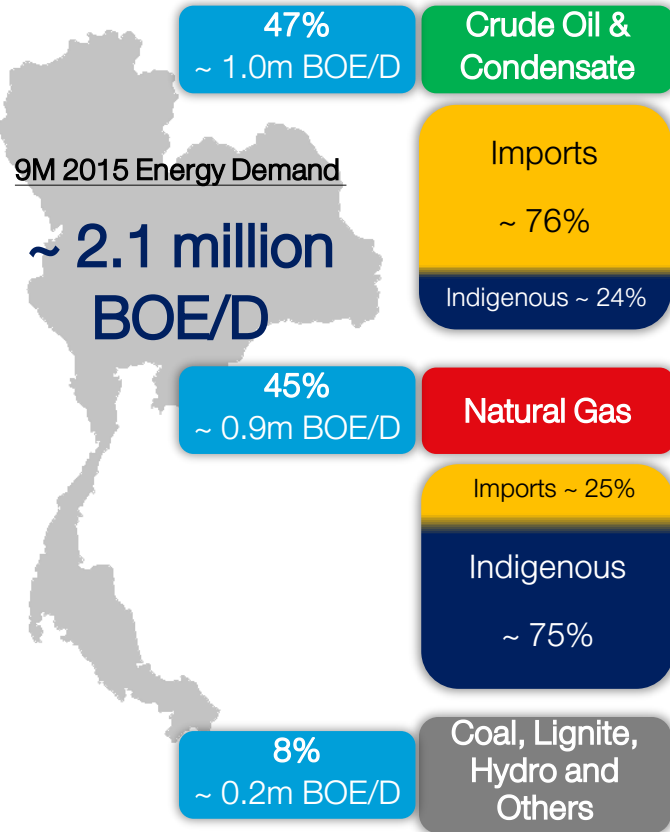 47%
~ 1.0m BOE/D
Crude Oil &
Condensate
9M 2015 Energy Demand
~ 2.1 million
BOE/D
Imports
~ 76%
Indigenous ~ 24%
45%
~ 0.9m BOE/D
Natural Gas
Imports ~ 25%
Indigenous
~ 75%
8%
~ 0.2m BOE/D
Coal, Lignite,
Hydro and
Others